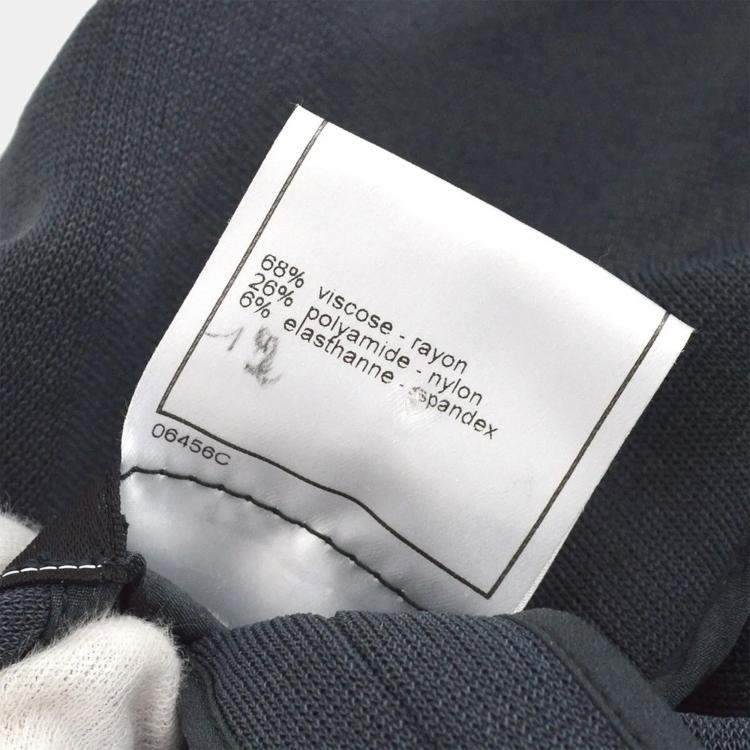 68% viscose - rayon
26% polyamide - nylon
6% elasthanne - spandex
06456C